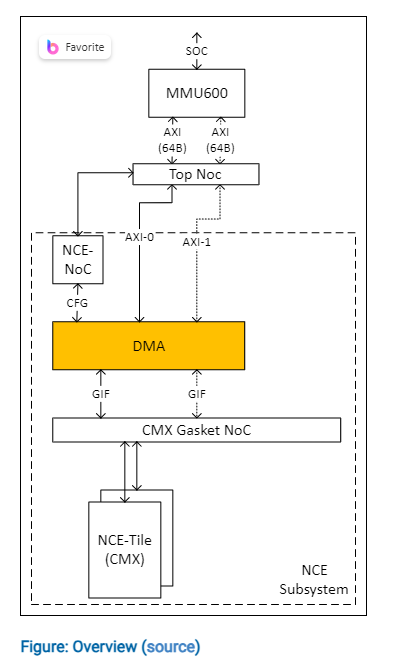 Favorite
SOC
MMU600
AXI
(64B)
AXI
(64B)
Top Noc
NCE-
NoC
AXI-0
AXI-1
CFG
DMA
GIF
GIF
CMX Gasket NoC
NCE-Tile
(CMX)
NCE
Subsystem
Figure: Overview (source)